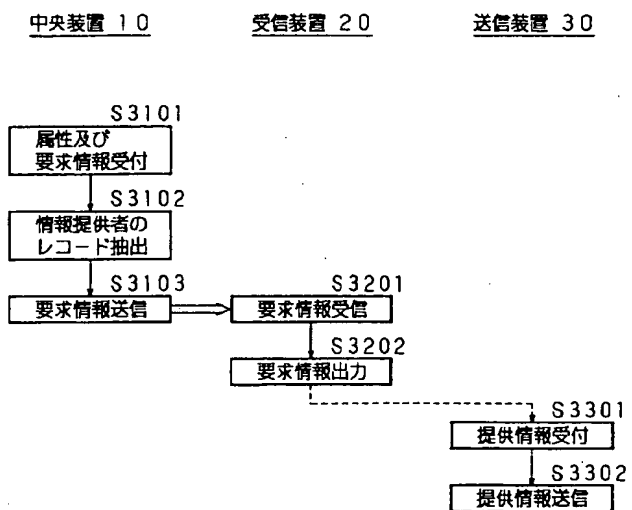 中央装置 10
受信装置 20
送信装置 30
S3101
属性及び
要求情報受付
S3102
情報提供者の
レコード抽出
S3103
要求情報送信
S3201
要求情報受信
S3202
要求情報出力
S3301
提供情報受付
S3302
提供情報送信